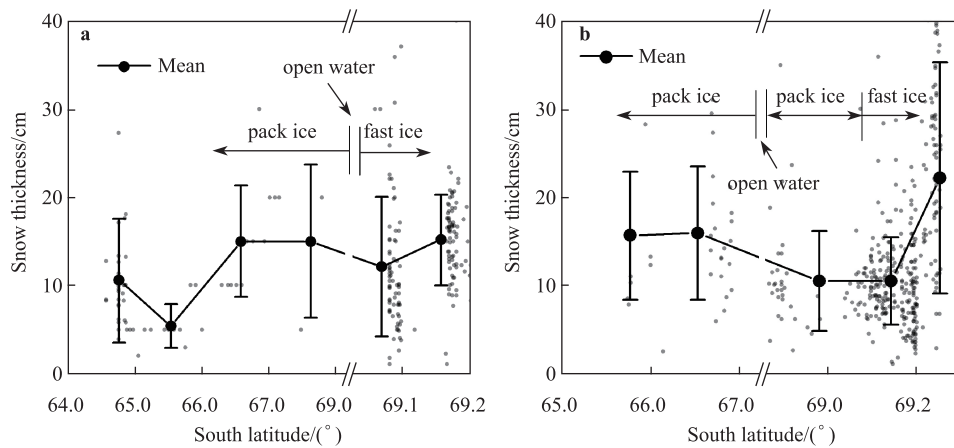 a
40
30
20
10
0
Snow thickness/cm
Mean
open water
pack ice
fast ice
64.0 65.0 66.0 67.0 69.0 69.1 69.2
South latitude/(°)
b
40
30
20
10
0
Snow thickness/cm
Mean
pack ice
pack ice
fast ice
open water
65.0 66.0 67.0 69.0 69.2
South latitude/(°)